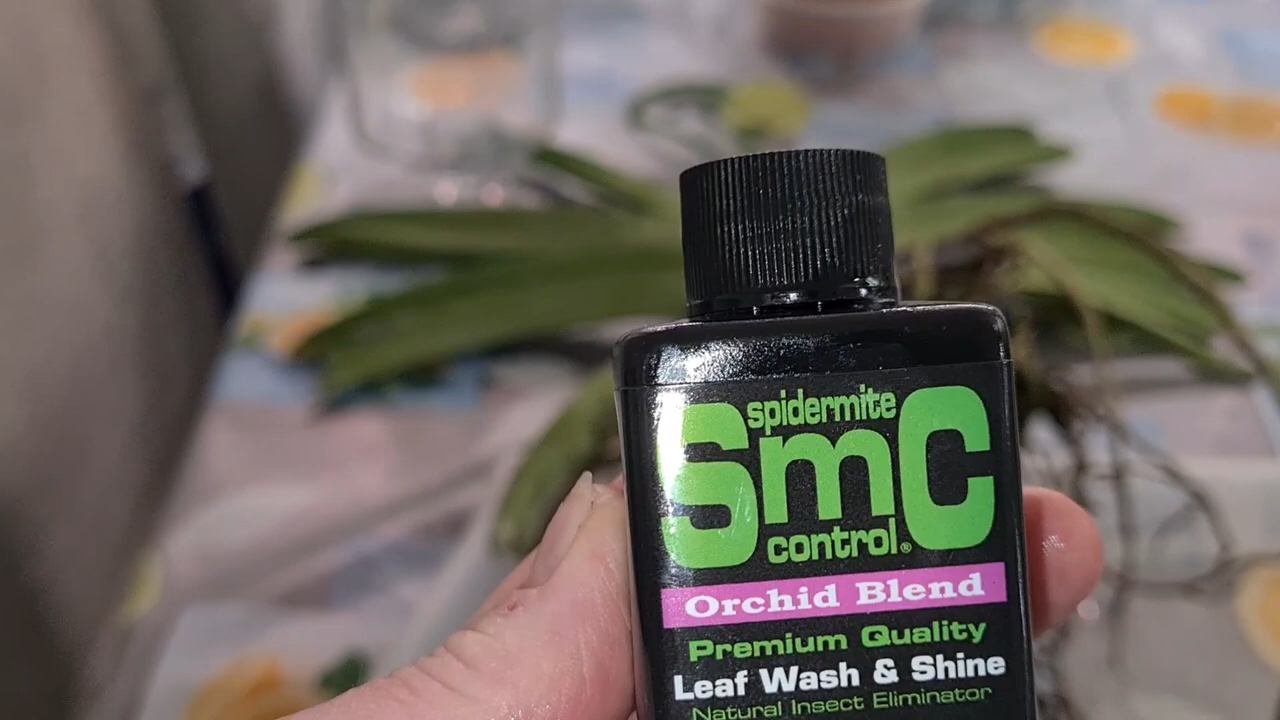 spidermite
smc
control®
Orchid Blend
Premium Quality
Leaf Wash & Shine
Natural Insect Eliminator